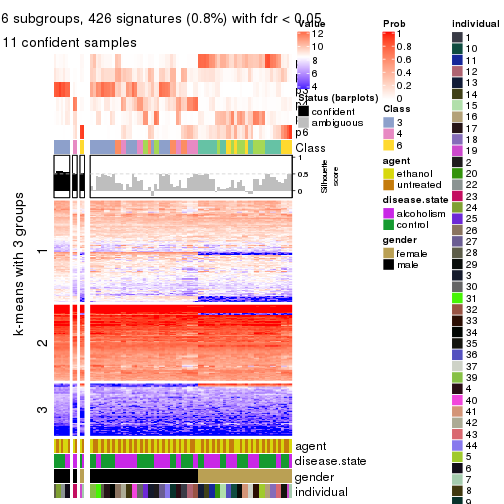 6 subgroups, 426 signatures (0.8%) with fdr < 0.05
11 confident samples
k-means with 3 groups
1
2
3
p6
Class
1
0.5
0
Silhouette
score
agent
disease.state
gender
individual
Value
12
10
8
6
4
Status (barplots)
confident
ambiguous
Prob
1
0.8
0.6
0.4
0.2
0
Class
3
4
6
agent
ethanol
untreated
disease.state
alcoholism
control
gender
female
male
individual
1
10
11
12
13
14
15
16
17
18
19
2
20
22
23
24
25
26
27
28
29
3
30
31
32
33
34
35
36
37
39
4
40
41
42
43
44
5
6
7
8
9